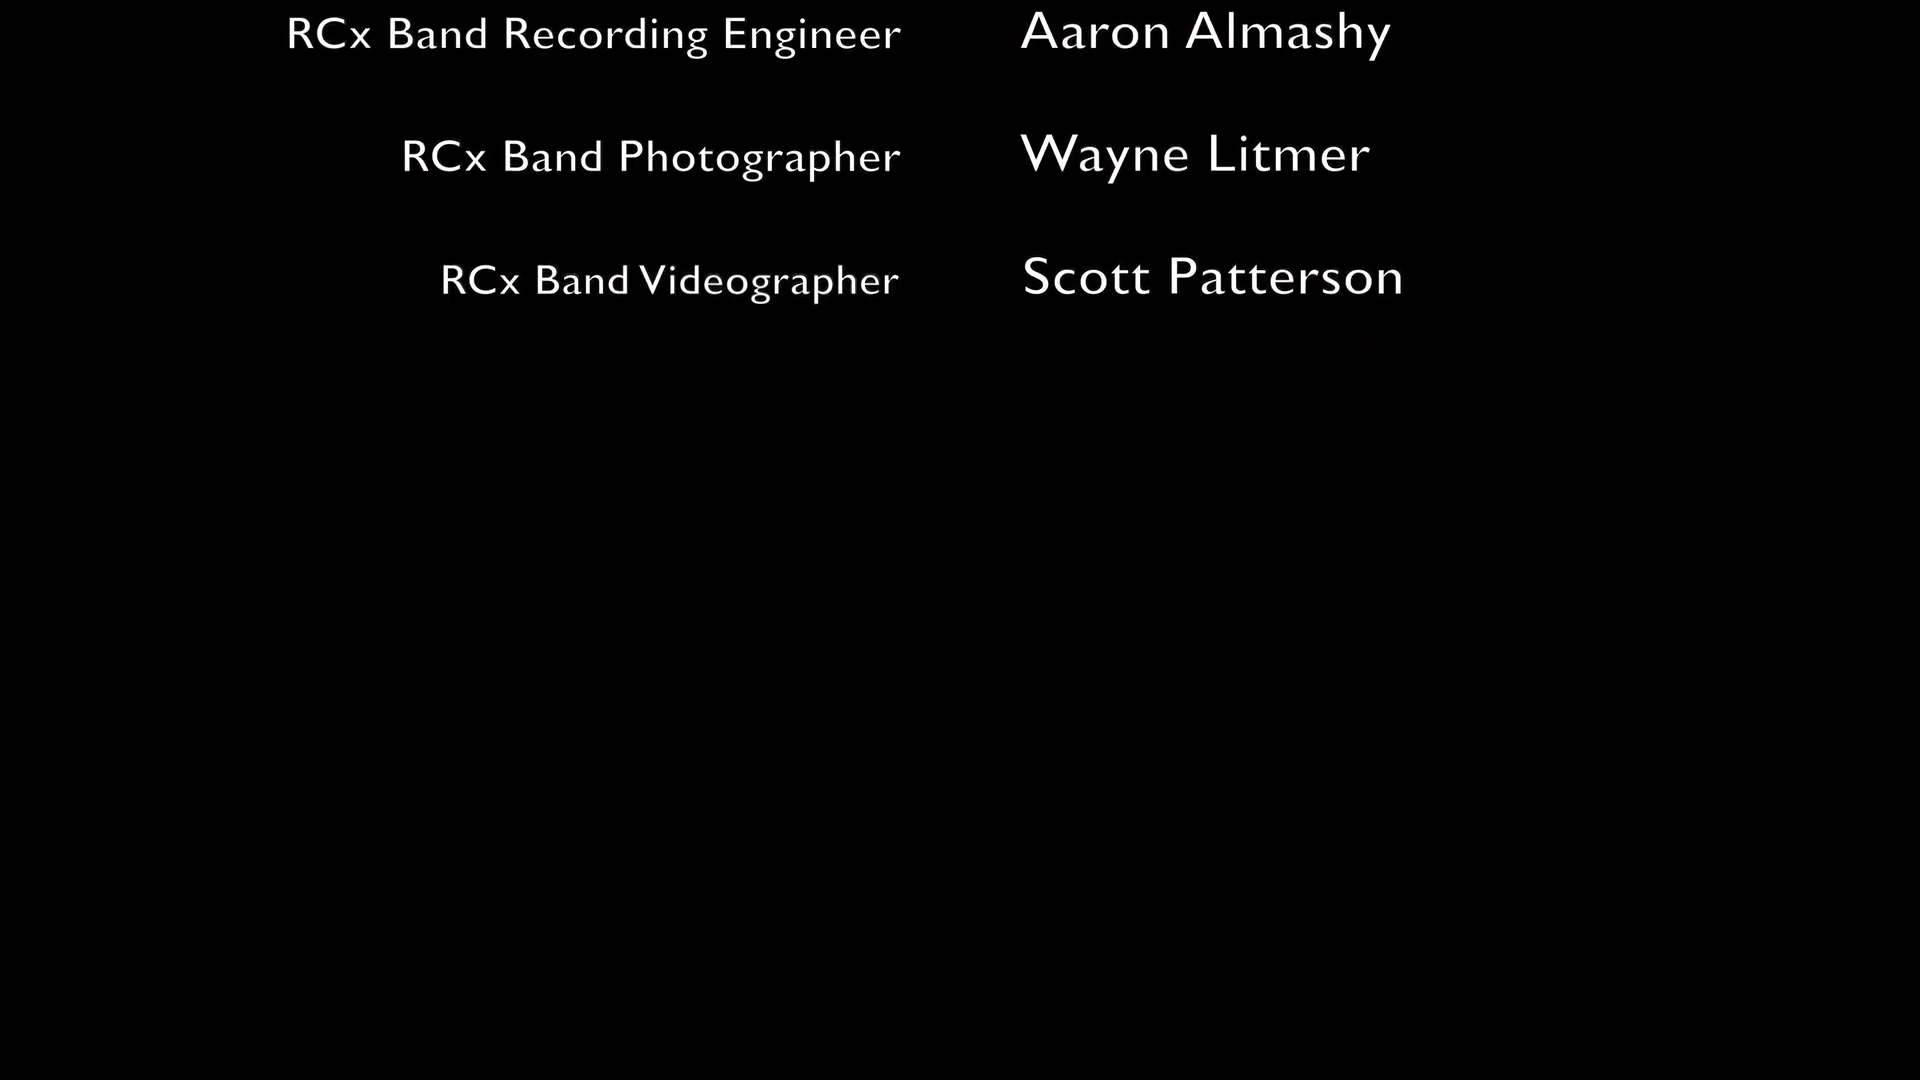 RCx Band Recording Engineer Aaron Almashy
RCx Band Photographer Wayne Litmer
RCx Band Videographer Scott Patterson